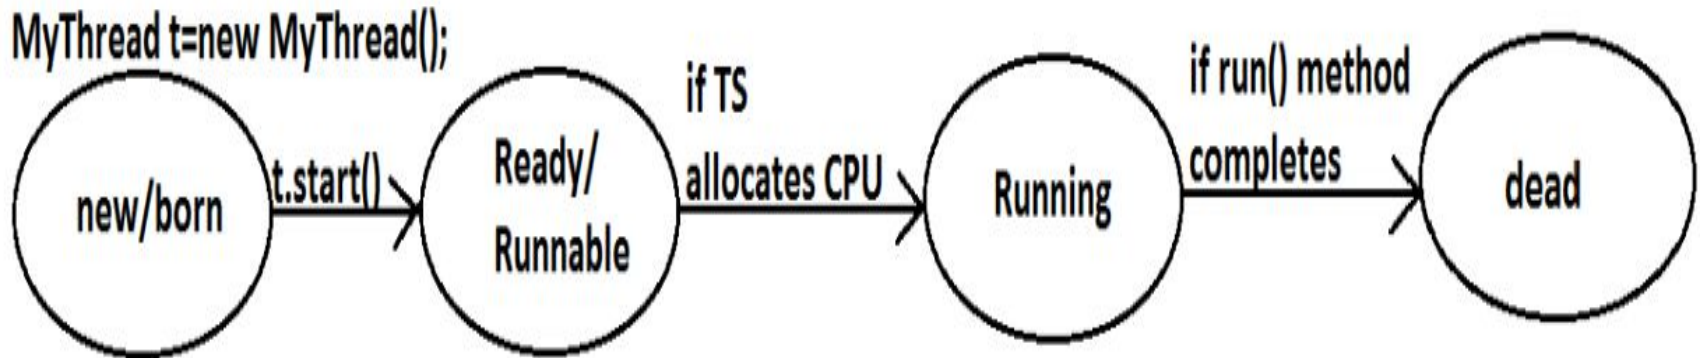 MyThread t=new MyThread();
new/born
t.start()
Ready/
Runnable
if TS
allocates CPU
Running
if run() method
completes
dead